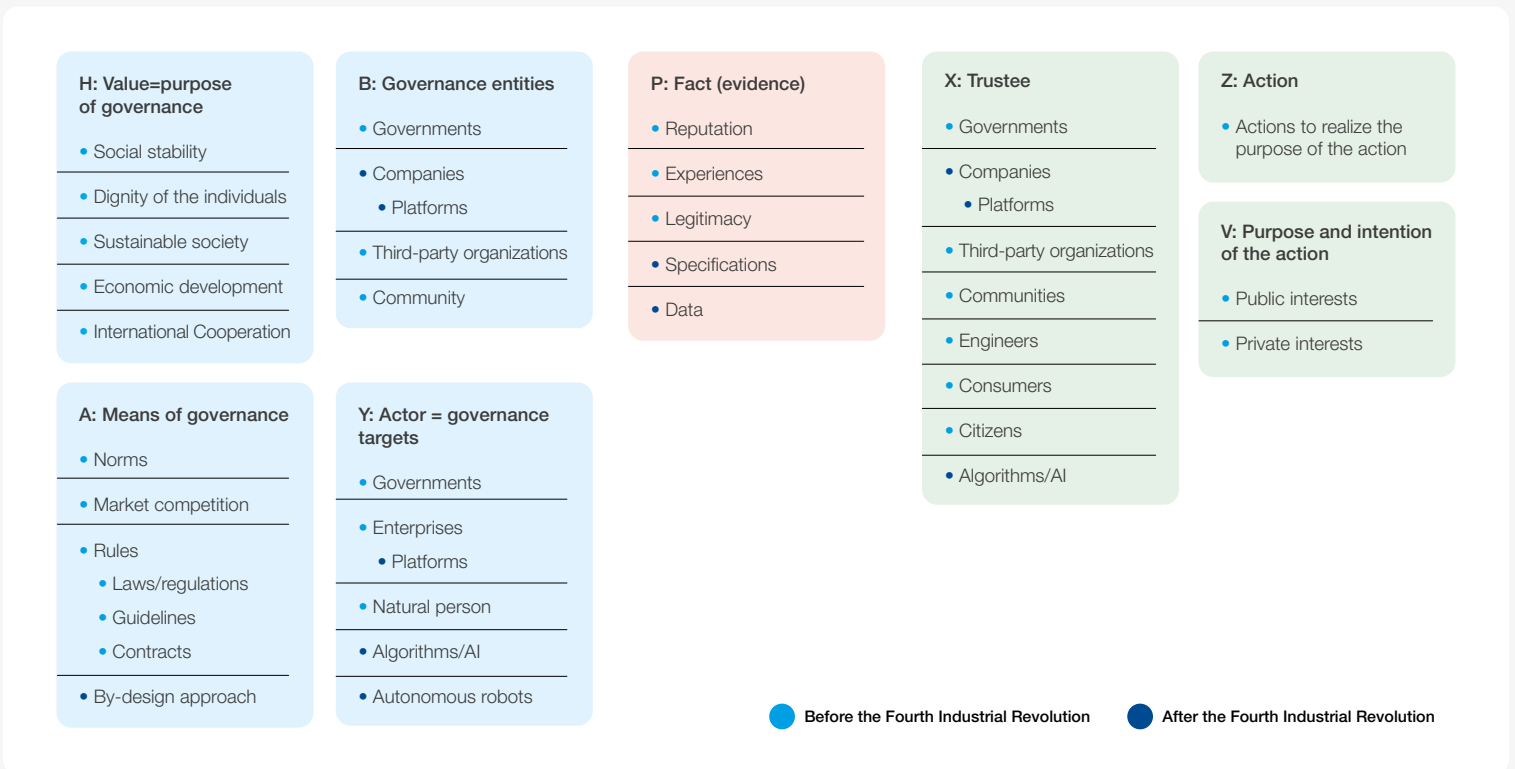 H: Value=purpose
of governance
• Social stability
• Dignity of the individuals
• Sustainable society
• Economic development
• International Cooperation
B: Governance entities
• Governments
• Companies
• Platforms
• Third-party organizations
• Community
P: Fact (evidence)
• Reputation
• Experiences
• Legitimacy
• Specifications
• Data
X: Trustee
• Governments
• Companies
• Platforms
• Third-party organizations
• Communities
• Engineers
• Consumers
• Citizens
• Algorithms/AI
Z: Action
• Actions to realize the
purpose of the action
V: Purpose and intention
of the action
• Public interests
• Private interests
A: Means of governance
• Norms
• Market competition
• Rules
• Laws/regulations
• Guidelines
• Contracts
• By-design approach
Y: Actor = governance
targets
• Governments
• Enterprises
• Platforms
• Natural person
• Algorithms/AI
• Autonomous robots
Before the Fourth Industrial Revolution
After the Fourth Industrial Revolution